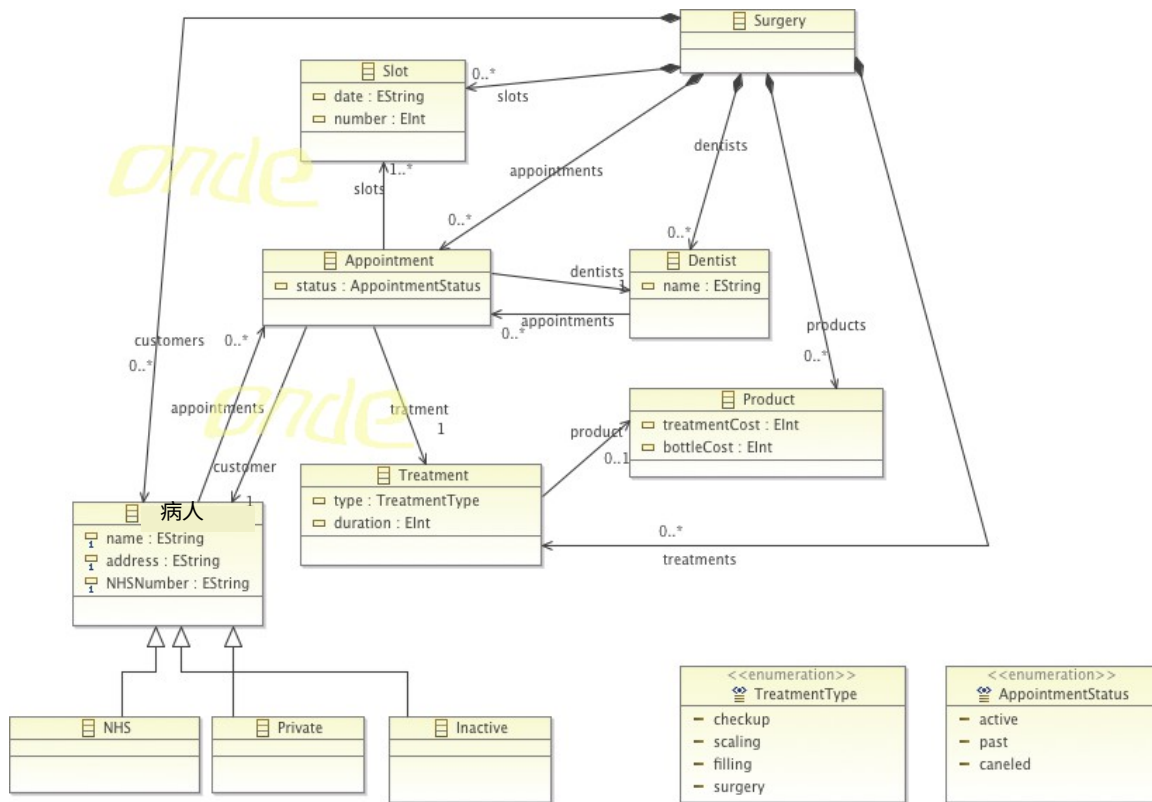 Surgery
Slot
date : EString
number : EInt
0..*
slots
dentists
appointments
1..*
slots
0..*
0..*
Appointment
status : AppointmentStatus
dentists
1
Dentist
name : EString
appointments
0..*
products
0..*
customers
0..*
0..*
appointments
customer
1
tratment
1
Product
treatmentCost : EInt
bottleCost : EInt
product
0..1
Treatment
type : TreatmentType
duration : EInt
0..*
treatments
病人
name : EString
address : EString
NHSNumber : EString
NHS
Private
Inactive
<<enumeration>>
TreatmentType
checkup
scaling
filling
surgery
<<enumeration>>
AppointmentStatus
active
past
caneled
onde
onde